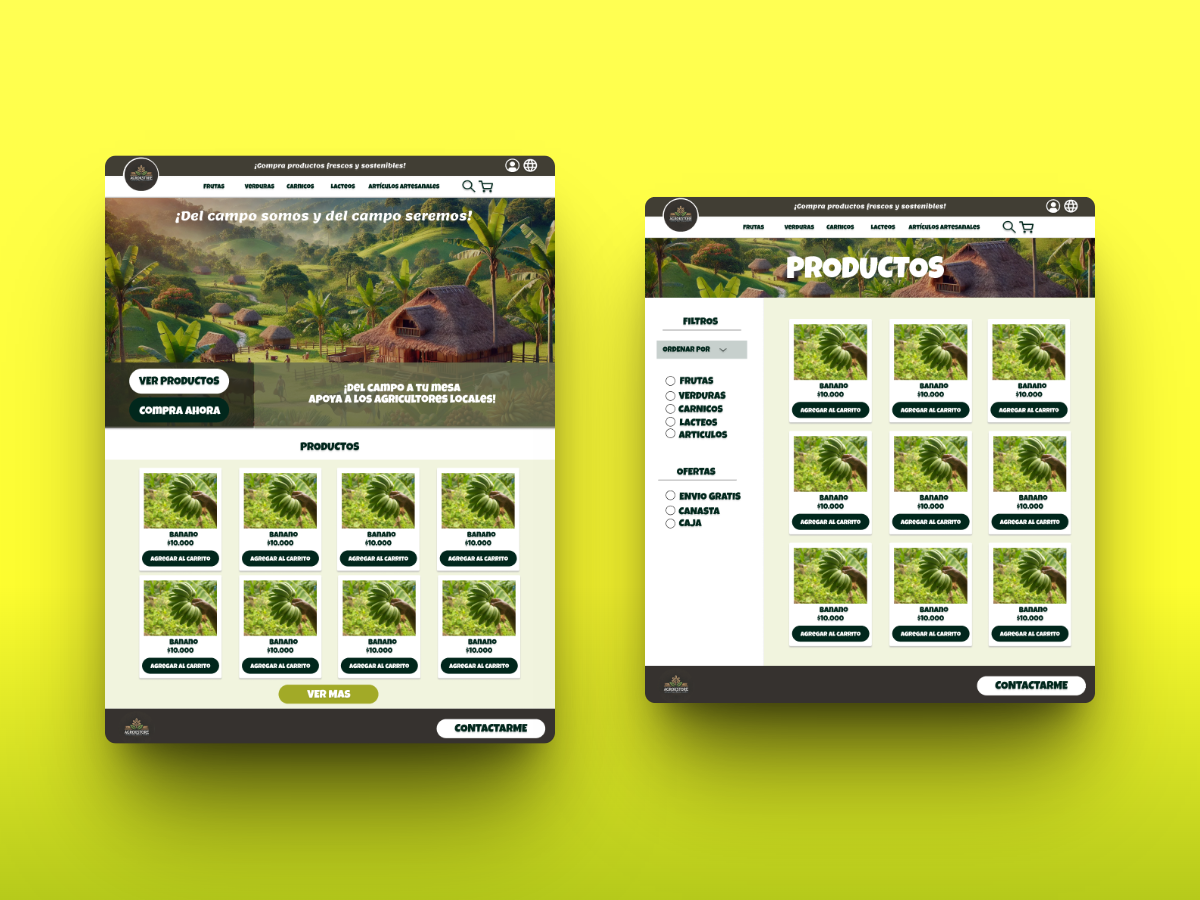 ¡Compra productos frescos y sostenibles!
FRUTAS VERDURAS CARNICOS LACTEOS ARTÍCULOS ARTESANALES
¡Del campo somos y del campo seremos!
VER PRODUCTOS
COMPRA AHORA
¡DEL CAMPO A TU MESA
APOYA A LOS AGRICULTORES LOCALES!
PRODUCTOS
BANANO BANANO BANANO BANANO
$10.000 $10.000 $10.000 $10.000
AGREGAR AL CARRITO AGREGAR AL CARRITO AGREGAR AL CARRITO AGREGAR AL CARRITO
BANANO BANANO BANANO BANANO
$10.000 $10.000 $10.000 $10.000
AGREGAR AL CARRITO AGREGAR AL CARRITO AGREGAR AL CARRITO AGREGAR AL CARRITO
VER MAS
CONTACTARME
¡Compra productos frescos y sostenibles!
FRUTAS VERDURAS CARNICOS LACTEOS ARTÍCULOS ARTESANALES
PRODUCTOS
FILTROS
ORDENAR POR
FRUTAS
VERDURAS
CARNICOS
LACTEOS
ARTICULOS
OFERTAS
ENVIO GRATIS
CANASTA
CAJA
BANANO BANANO BANANO
$10.000 $10.000 $10.000
AGREGAR AL CARRITO AGREGAR AL CARRITO AGREGAR AL CARRITO
BANANO BANANO BANANO
$10.000 $10.000 $10.000
AGREGAR AL CARRITO AGREGAR AL CARRITO AGREGAR AL CARRITO
BANANO BANANO BANANO
$10.000 $10.000 $10.000
AGREGAR AL CARRITO AGREGAR AL CARRITO AGREGAR AL CARRITO
CONTACTARME